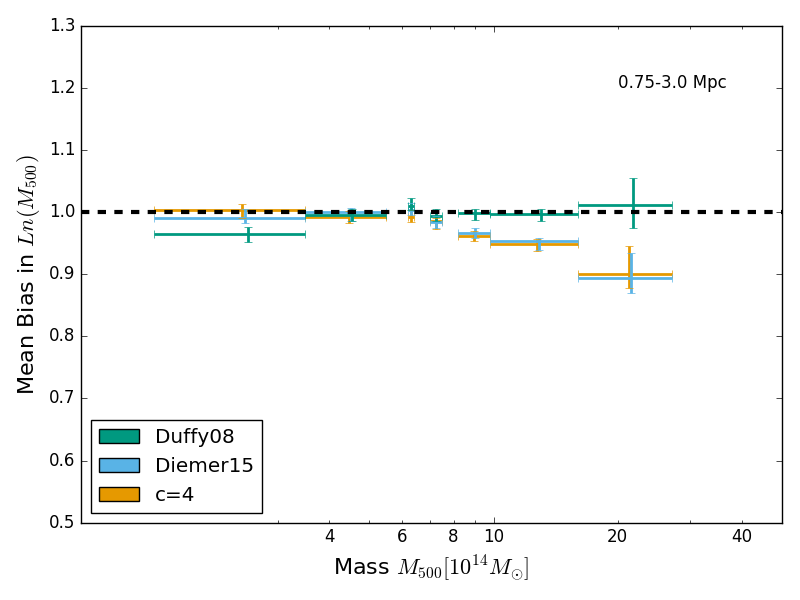 1.3
1.2
1.1
1.0
0.9
0.8
0.7
0.6
0.5
Mean Bias in Ln(M₅₀₀)
0.75-3.0 Mpc
Duffy08
Diemer15
c=4
4 6 8 10 20 40
Mass M₅₀₀[10¹⁴M☉]